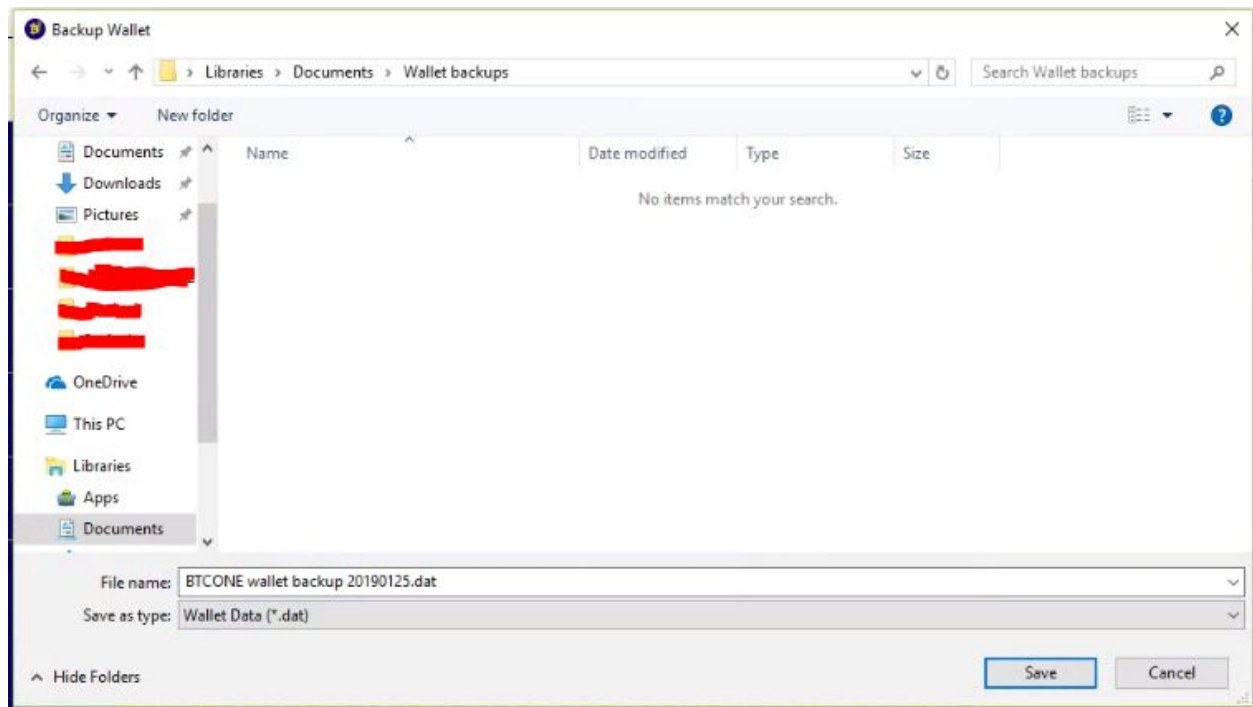 Backup Wallet
Libraries > Documents > Wallet backups
Search Wallet backups
Organize
New folder
Name
Date modified
Type
Size
No items match your search.
Documents
Downloads
Pictures
OneDrive
This PC
Libraries
Apps
Documents
File name: BTCONE wallet backup 20190125.dat
Save as type: Wallet Data (*.dat)
Hide Folders
Save
Cancel